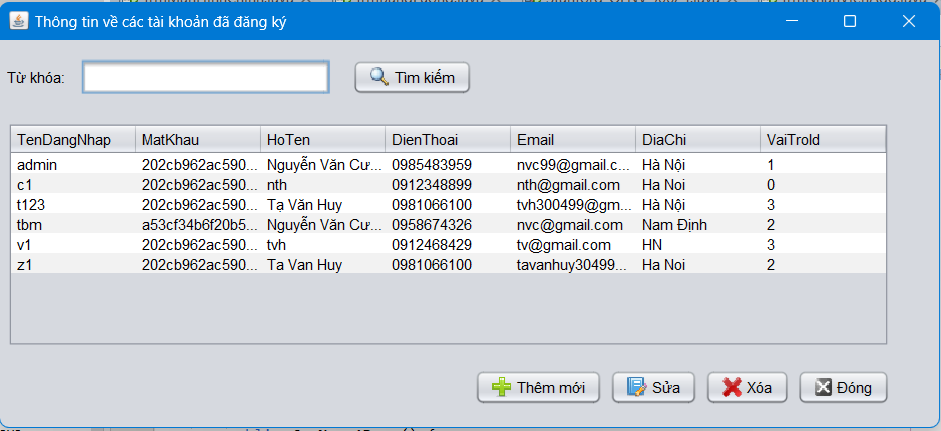 Thông tin về các tài khoản đã đăng ký
Từ khóa: Tìm kiếm
TenDangNhap MatKhau HoTen DienThoai Email DiaChi VaiTroId
admin 202cb962ac590... Nguyễn Văn Cư... 0985483959 nvc99@gmail.c... Hà Nội 1
c1 202cb962ac590... nth 0912348899 nth@gmail.com Ha Noi 0
t123 202cb962ac590... Tạ Văn Huy 0981066100 tvh300499@gm... Hà Nội 3
tbm a53cf34b6f20b5... Nguyễn Văn Cư... 0958674326 nvc@gmail.com Nam Định 2
v1 202cb962ac590... tvh 0912468429 tv@gmail.com HN 3
z1 202cb962ac590... Ta Van Huy 0981066100 tavanhuy30499... Ha Noi 2
Thêm mới Sửa Xóa Đóng